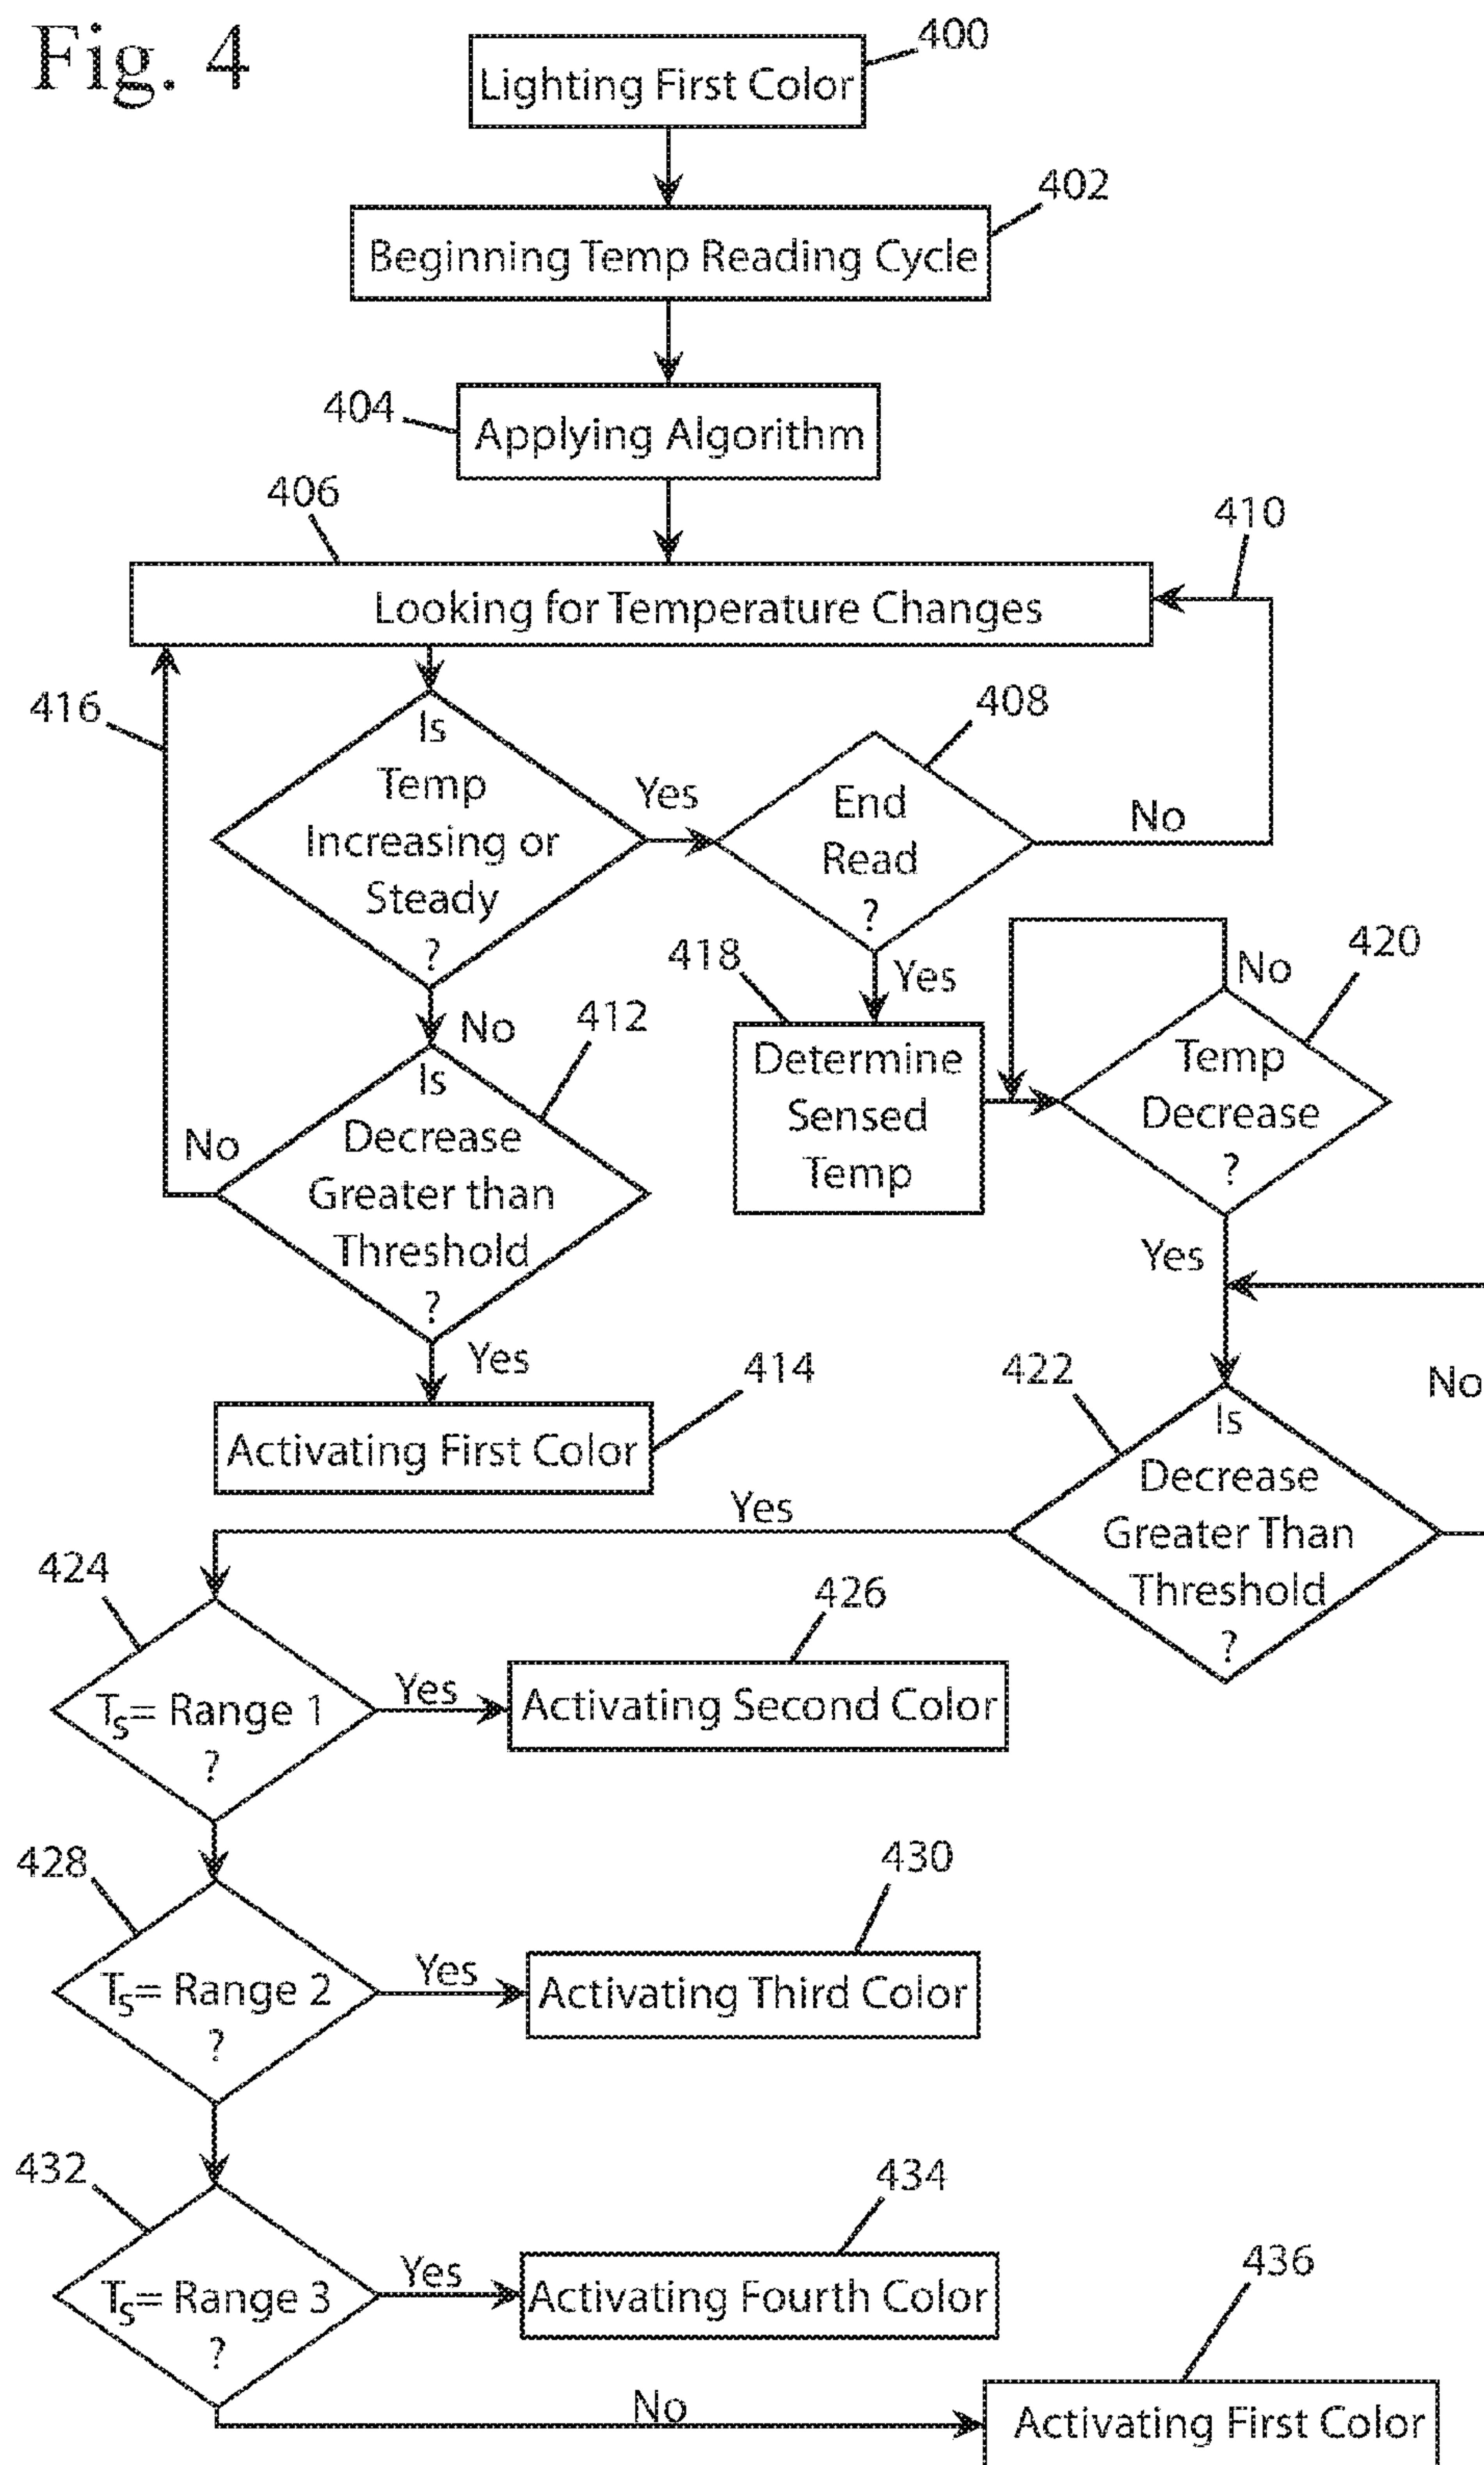 Fig. 4
400
Lighting First Color
402
Beginning Temp Reading Cycle
404
Applying Algorithm
406
410
Looking for Temperature Changes
416
408
Is
Temp
Increasing or
Steady
?
Yes
End
Read
?
No
418
Yes
No
420
No
412
Determine
Sensed
Temp
Temp
Decrease
?
Is
Decrease
Greater than
Threshold
?
No
Yes
Yes
414
422
No
Activating First Color
Is
Decrease
Greater Than
Threshold
?
Yes
424
426
Ts= Range 1
?
Yes
Activating Second Color
428
430
Ts= Range 2
?
Yes
Activating Third Color
432
434
Ts= Range 3
?
Yes
Activating Fourth Color
436
No
Activating First Color